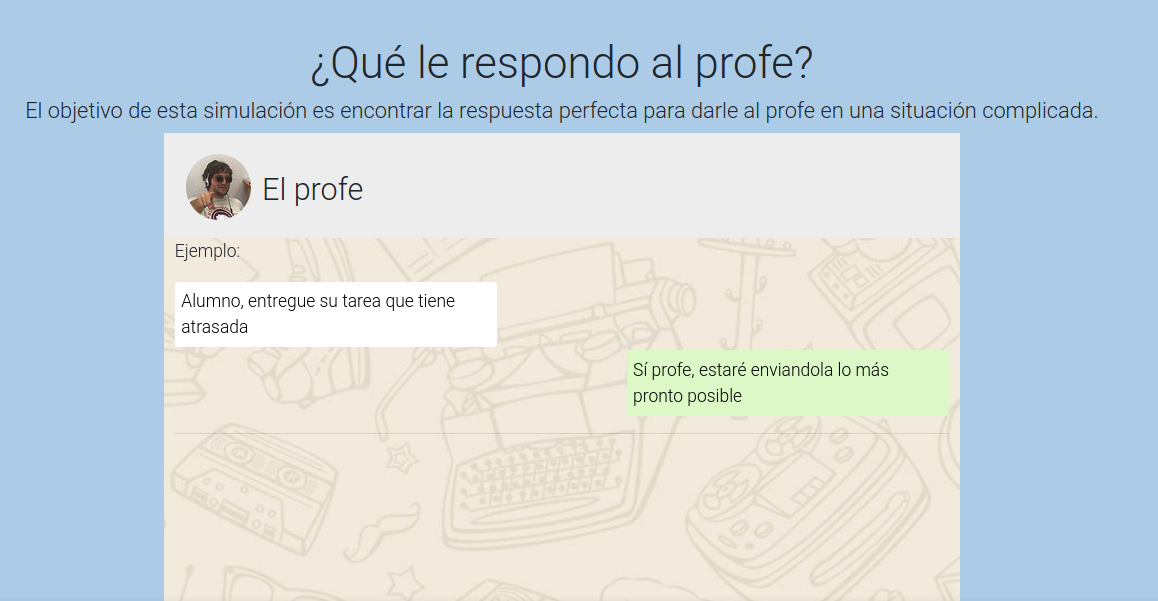 ¿Qué le respondo al profe?
El objetivo de esta simulación es encontrar la respuesta perfecta para darle al profe en una situación complicada.
El profe
Ejemplo:
Alumno, entregue su tarea que tiene
atrasada
Sí profe, estaré enviandola lo más
pronto posible